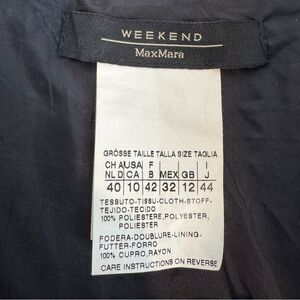 WEEKEND
MaxMara
GRÖSSE TAILLE TALLA SIZE TAGLIA
CH AUSA F I
NL D CA B MEX GB J
40 10 42 32 12 44
TESSUTO-TISSU-CLOTH-STOFF-
TEJIDO-TECIDO
100% POLIESTERE,POLYESTER,
POLIESTER
FODERA-DOUBLURE-LINING-
FUTTER-FORRO
100% CUPRO,RAYON
CARE INSTRUCTIONS ON REVERSE